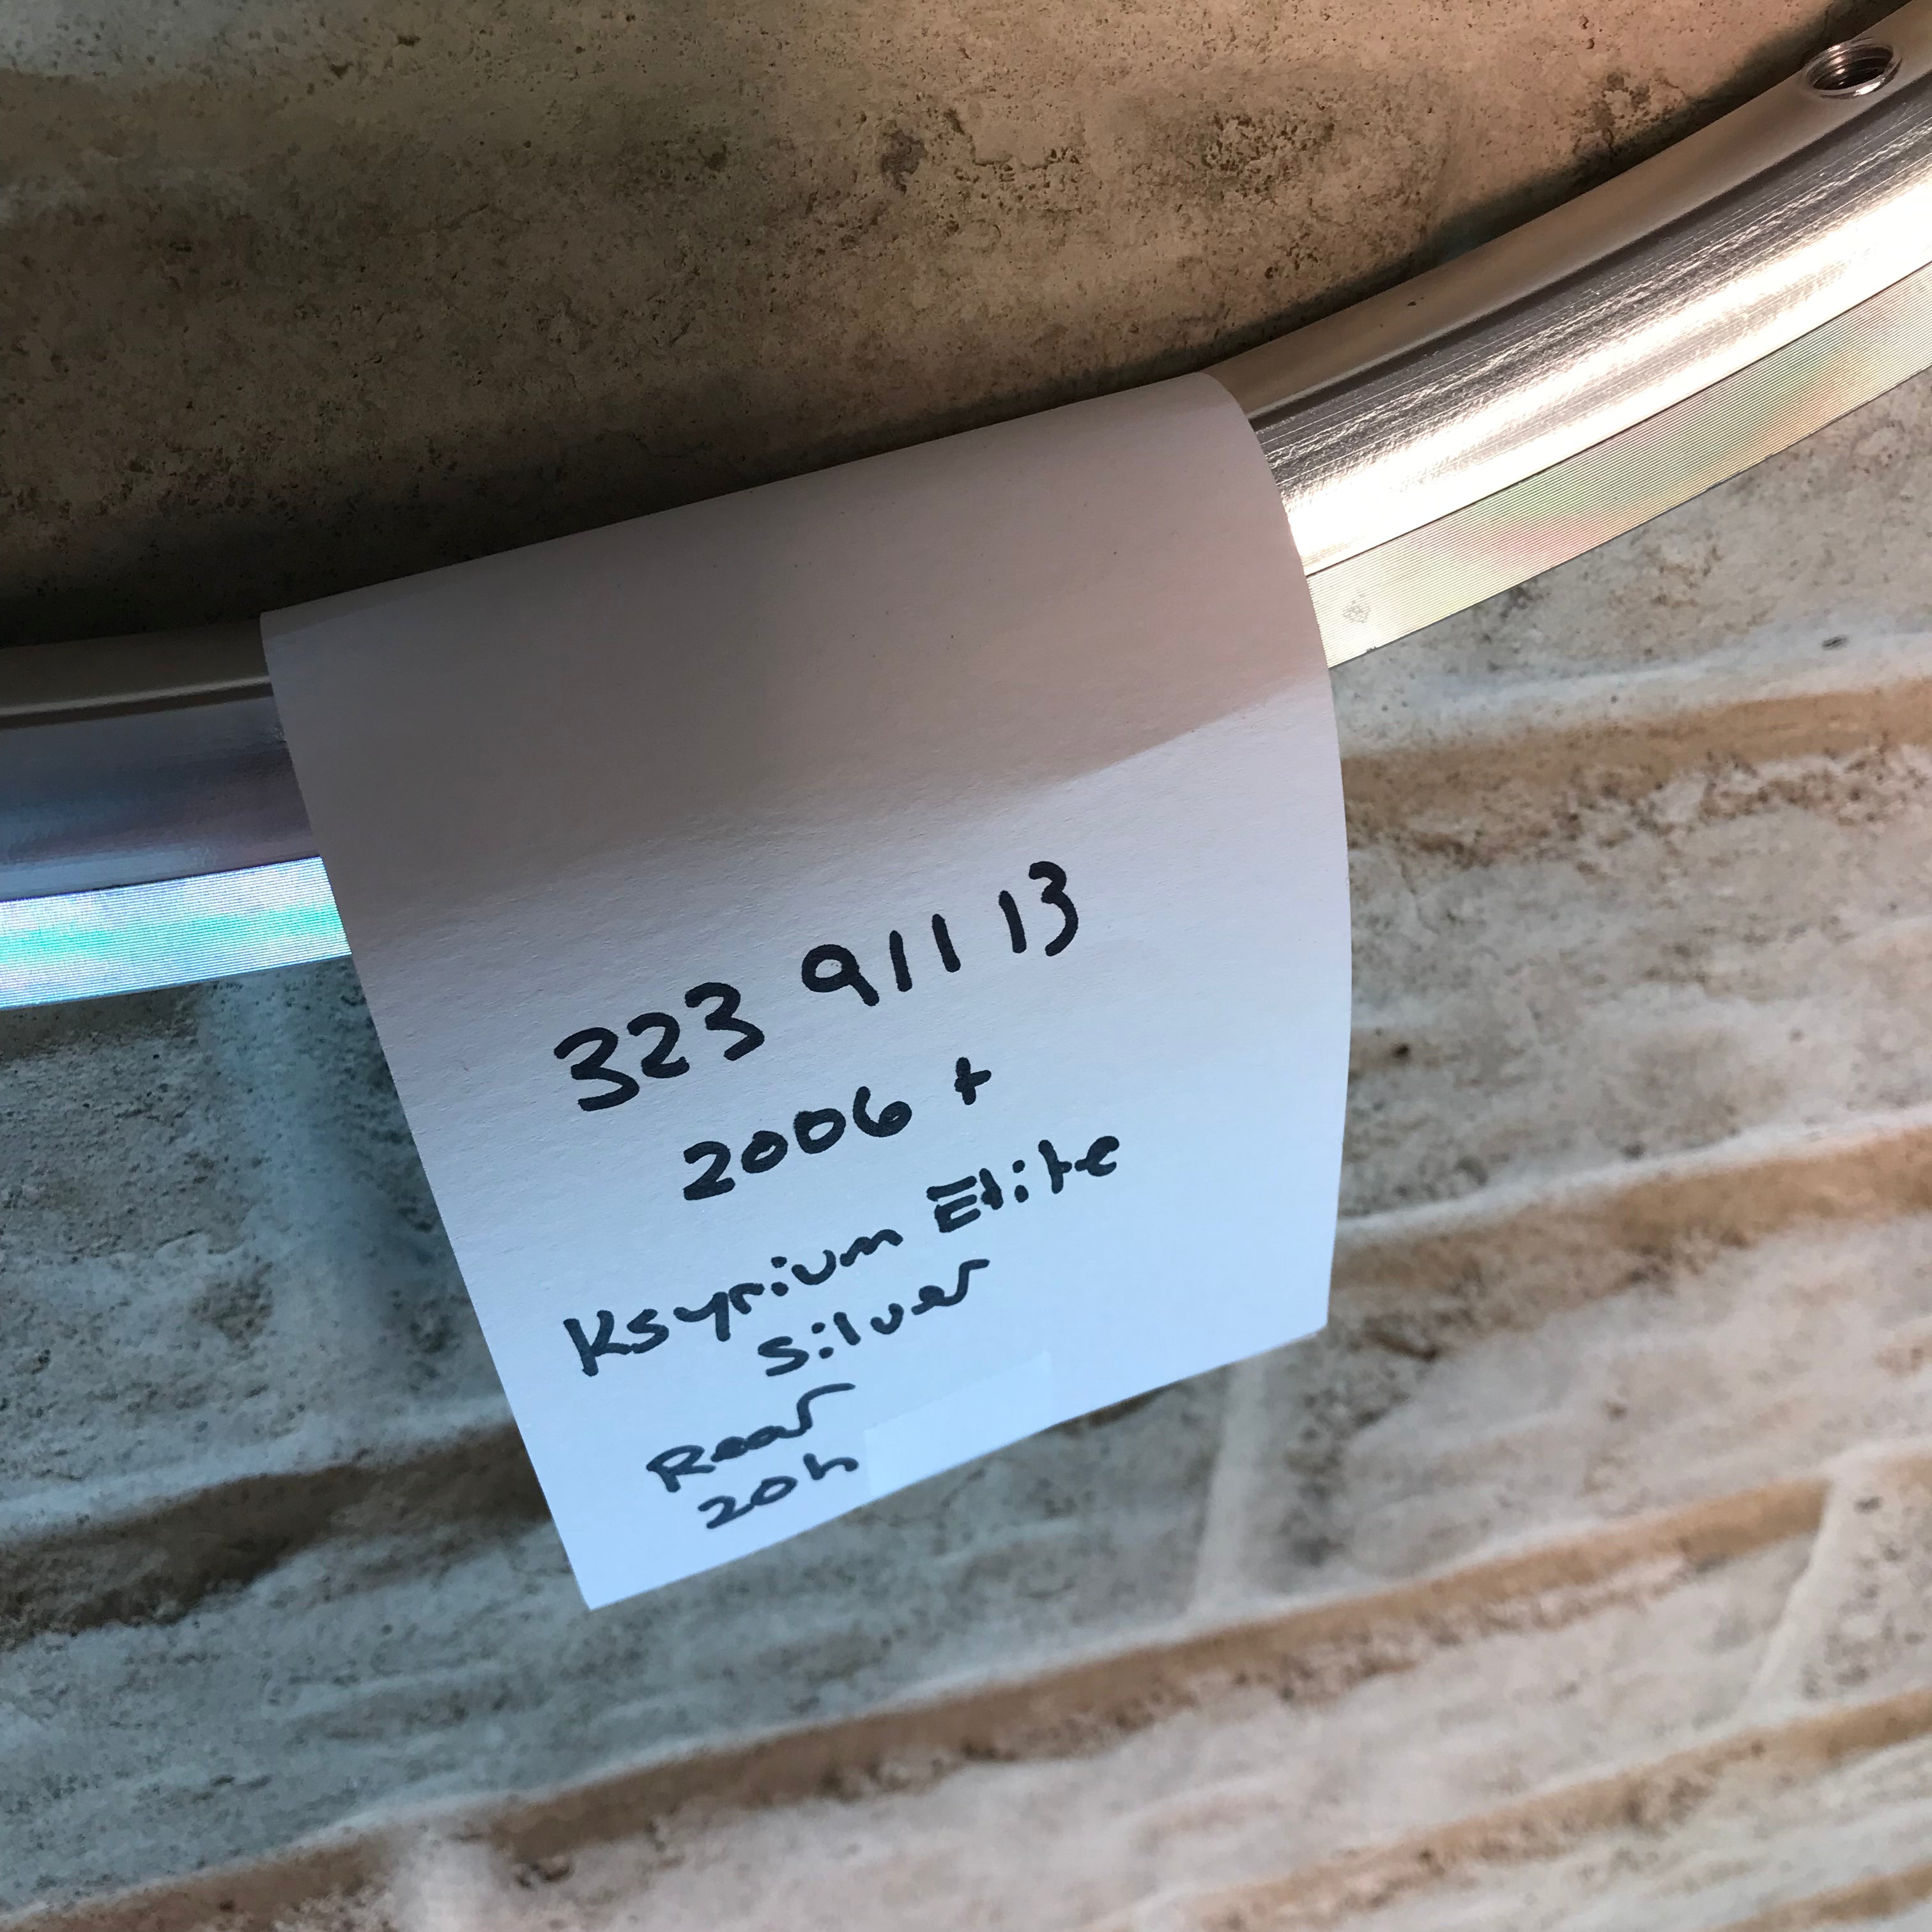 323 911 13
2006 +
Ksyrium Elite
Silver
Rear
20h